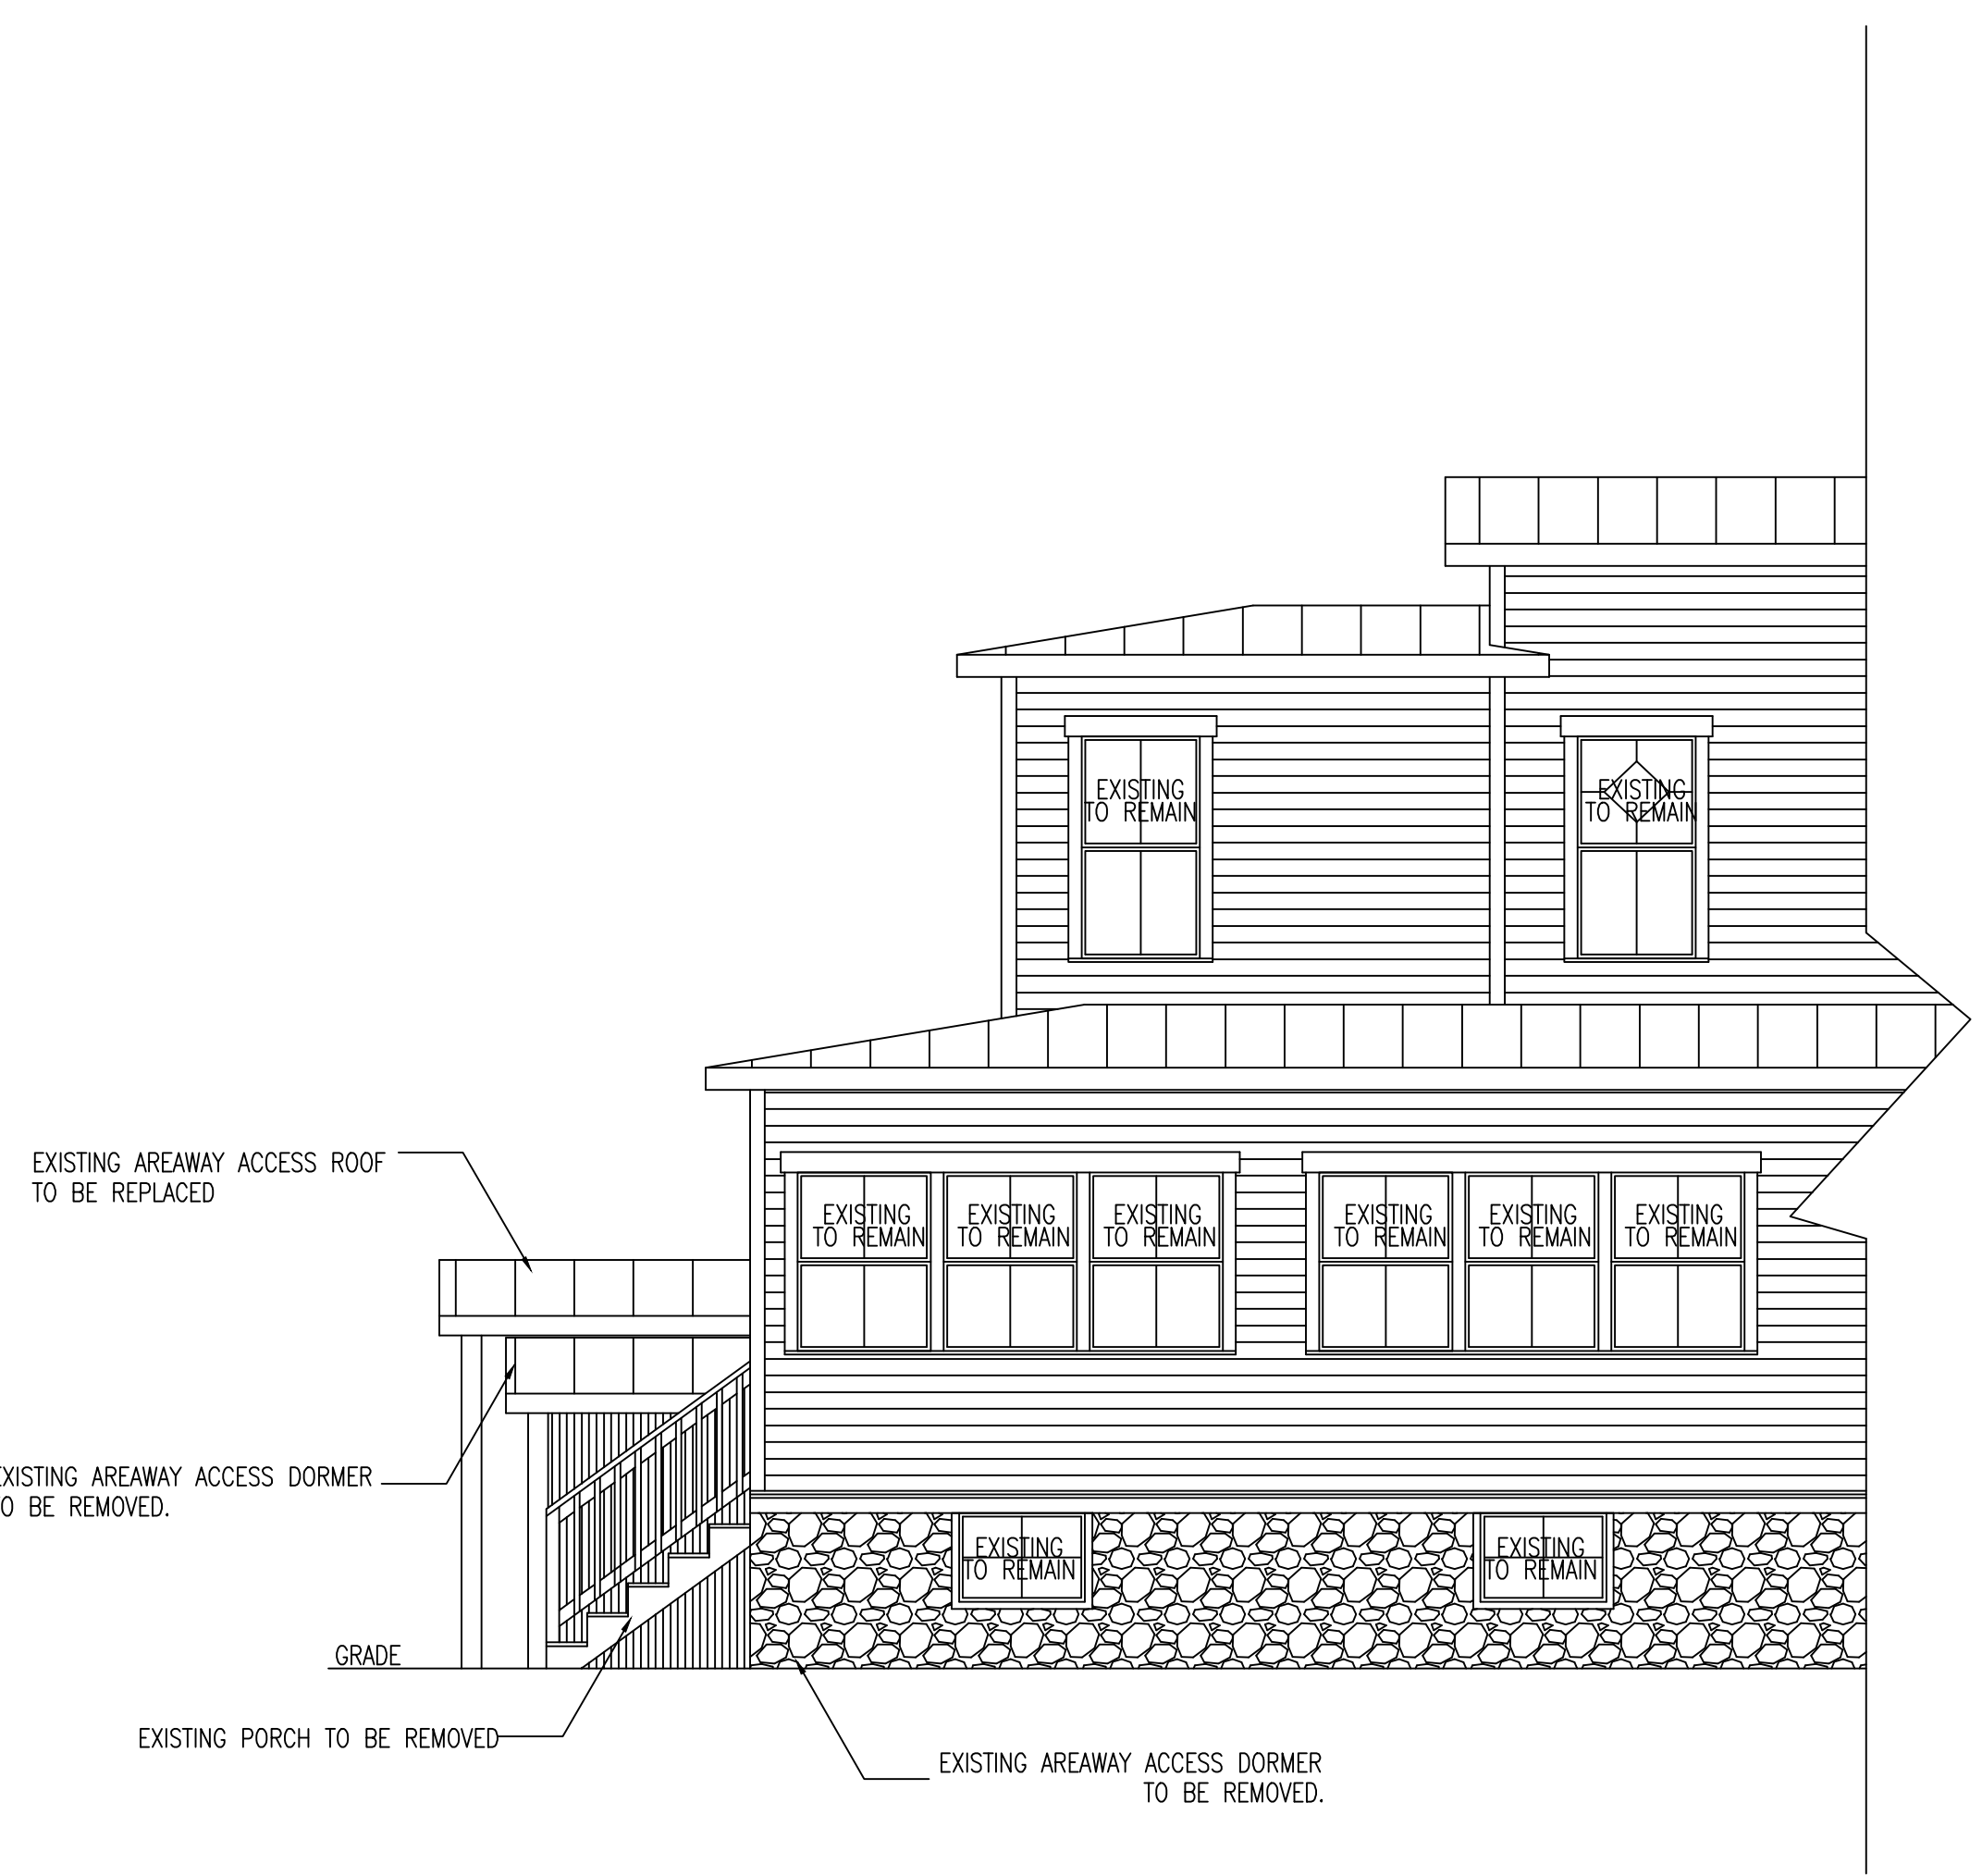 EXISTING
TO REMAIN
EXISTING
TO REMAIN
EXISTING AREAWAY ACCESS ROOF
TO BE REPLACED
EXISTING
TO REMAIN
EXISTING
TO REMAIN
EXISTING
TO REMAIN
EXISTING
TO REMAIN
EXISTING
TO REMAIN
EXISTING
TO REMAIN
EXISTING AREAWAY ACCESS DORMER
TO BE REMOVED.
EXISTING
TO REMAIN
EXISTING
TO REMAIN
GRADE
EXISTING PORCH TO BE REMOVED
EXISTING AREAWAY ACCESS DORMER
TO BE REMOVED.